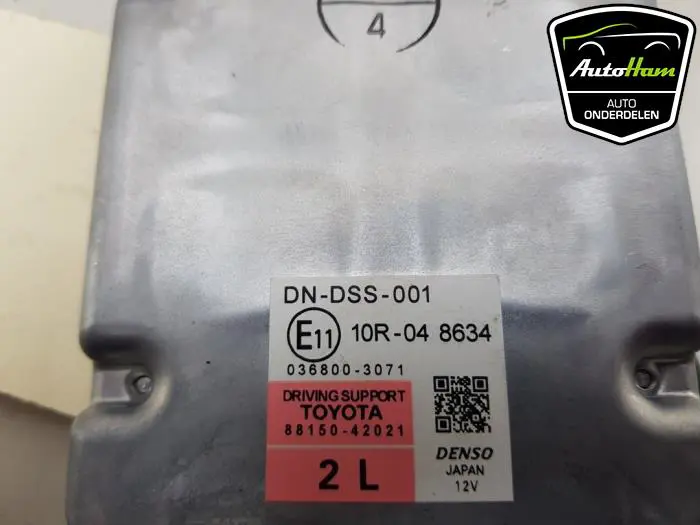 4
AutoHam
AUTO
ONDERDELEN
DN-DSS-001
E11 10R-04 8634
036800-3071
DRIVING SUPPORT
TOYOTA
88150-42021
2L
DENSO
JAPAN
12V